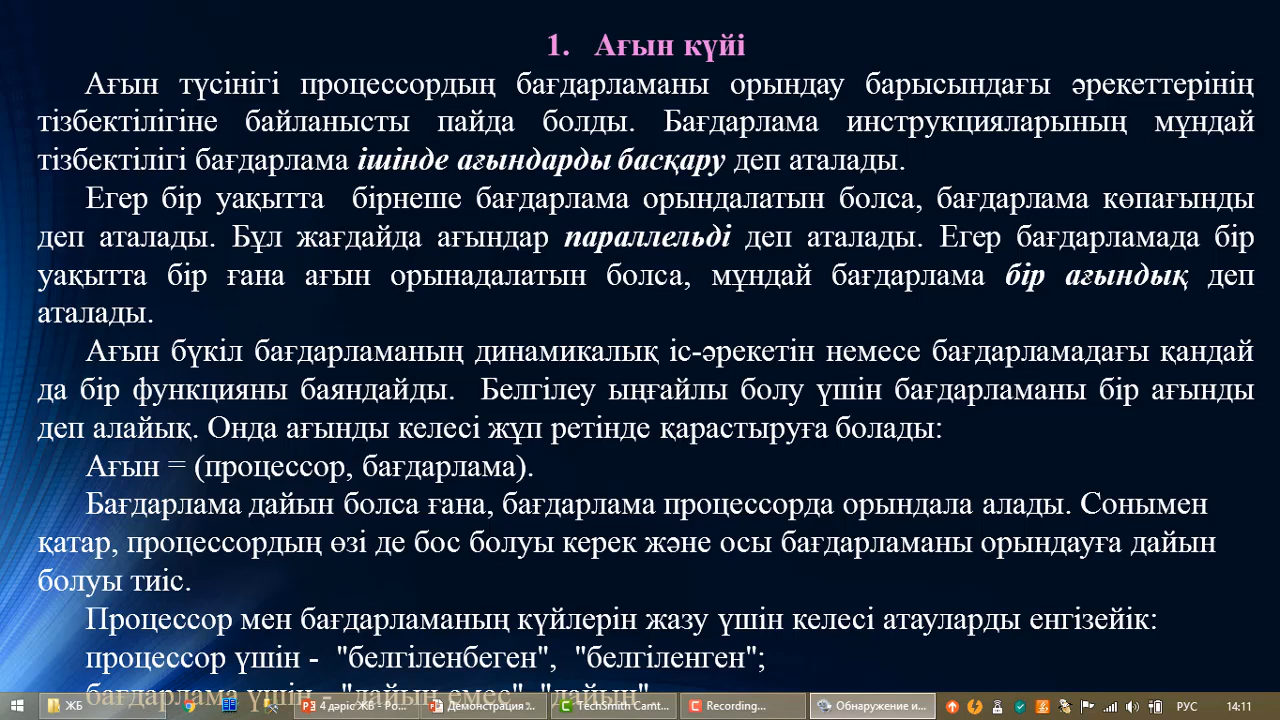 1. Ағын күйі
Ағын түсінігі процессордың бағдарламаны орындау барысындағы әрекеттерінің
тізбектілігіне байланысты пайда болды. Бағдарлама инструкцияларының мұндай
тізбектілігі бағдарлама ішінде ағындарды басқару деп аталады.
Егер бір уақытта бірнеше бағдарлама орындалатын болса, бағдарлама көпағынды
деп аталады. Бұл жағдайда ағындар параллельді деп аталады. Егер бағдарламада бір
уақытта бір ғана ағын орынадалатын болса, мұндай бағдарлама бір ағындық деп
аталады.
Ағын бүкіл бағдарламаның динамикалық іс-әрекетін немесе бағдарламадағы қандай
да бір функцияны баяндайды. Белгілеу ыңғайлы болу үшін бағдарламаны бір ағынды
деп алайық. Онда ағынды келесі жұп ретінде қарастыруға болады:
Ағын = (процессор, бағдарлама).
Бағдарлама дайын болса ғана, бағдарлама процессорда орындала алады. Сонымен
қатар, процессордың өзі де бос болуы керек және осы бағдарламаны орындауға дайын
болуы тиіс.
Процессор мен бағдарламаның күйлерін жазу үшін келесі атауларды енгізейік:
процессор үшін - "белгіленбеген", "белгіленген";
бағдарлама үшін - "дайын емес", "дайын".
ЖБ 4 дәріс ЖБ - Po... Демонстрация ... TechSmith Camt... Recording... Обнаружение и... РУС 14:11